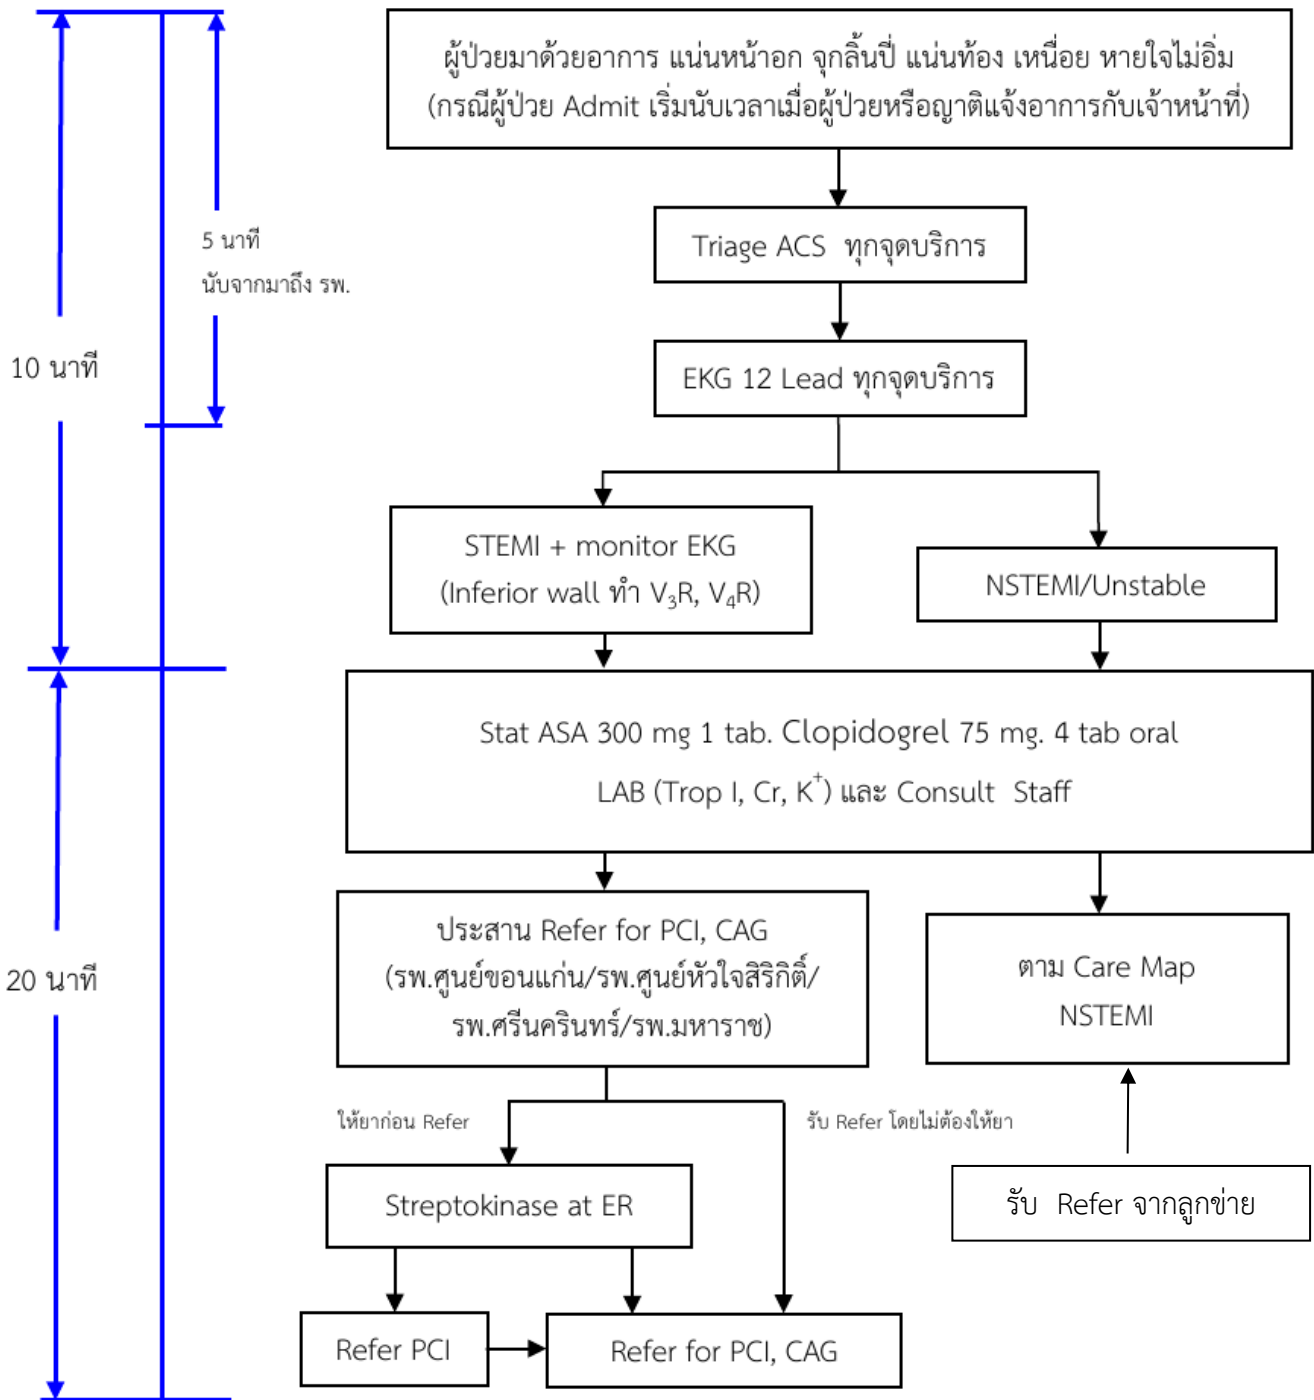 ผู้ป่วยมาด้วยอาการ แน่นหน้าอก จุกลิ้นปี่ แน่นท้อง เหนื่อย หายใจไม่อิ่ม
(กรณีผู้ป่วย Admit เริ่มนับเวลาเมื่อผู้ป่วยหรือญาติแจ้งอาการกับเจ้าหน้าที่)
5 นาที
นับจากมาถึง รพ.
Triage ACS ทุกจุดบริการ
10 นาที
EKG 12 Lead ทุกจุดบริการ
STEMI + monitor EKG
(Inferior wall ทำ V₃R, V₄R)
NSTEMI/Unstable
Stat ASA 300 mg 1 tab. Clopidogrel 75 mg. 4 tab oral
LAB (Trop I, Cr, K⁺) และ Consult Staff
20 นาที
ประสาน Refer for PCI, CAG
(รพ.ศูนย์ขอนแก่น/รพ.ศูนย์หัวใจสิริกิติ์/
รพ.ศรีนครินทร์/รพ.มหาราช)
ตาม Care Map
NSTEMI
ให้ยาก่อน Refer
รับ Refer โดยไม่ต้องให้ยา
Streptokinase at ER
รับ Refer จากลูกข่าย
Refer PCI
Refer for PCI, CAG